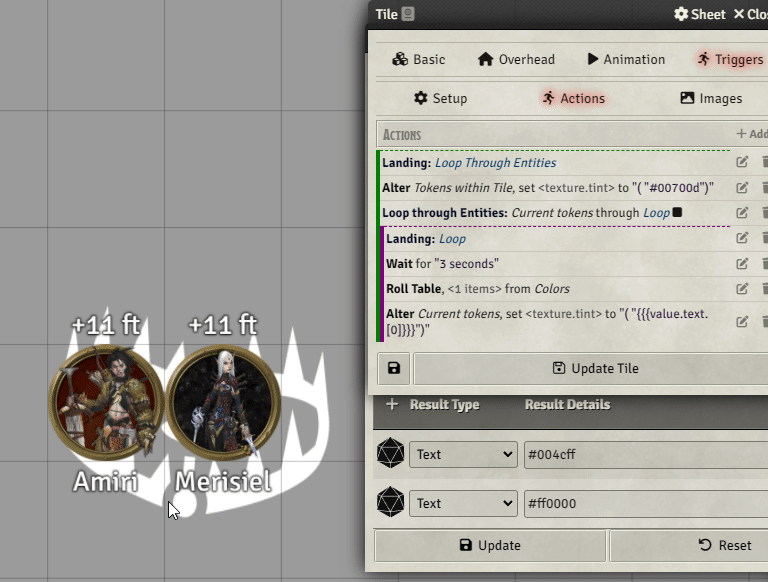 Tile
Sheet
Clos
Basic
Overhead
Animation
Triggers
Setup
Actions
Images
ACTIONS
+ Add
Landing: Loop Through Entities
Alter Tokens within Tile, set <texture.tint> to "( "#00700d")"
Loop through Entities: Current tokens through Loop
Landing: Loop
Wait for "3 seconds"
Roll Table, <1 items> from Colors
Alter Current tokens, set <texture.tint> to "( "{{{value.text.
[0]}}}")"
Update Tile
+ Result Type Result Details
Text #004cff
Text #ff0000
Update
Reset
+11 ft +11 ft
Amiri Merisiel